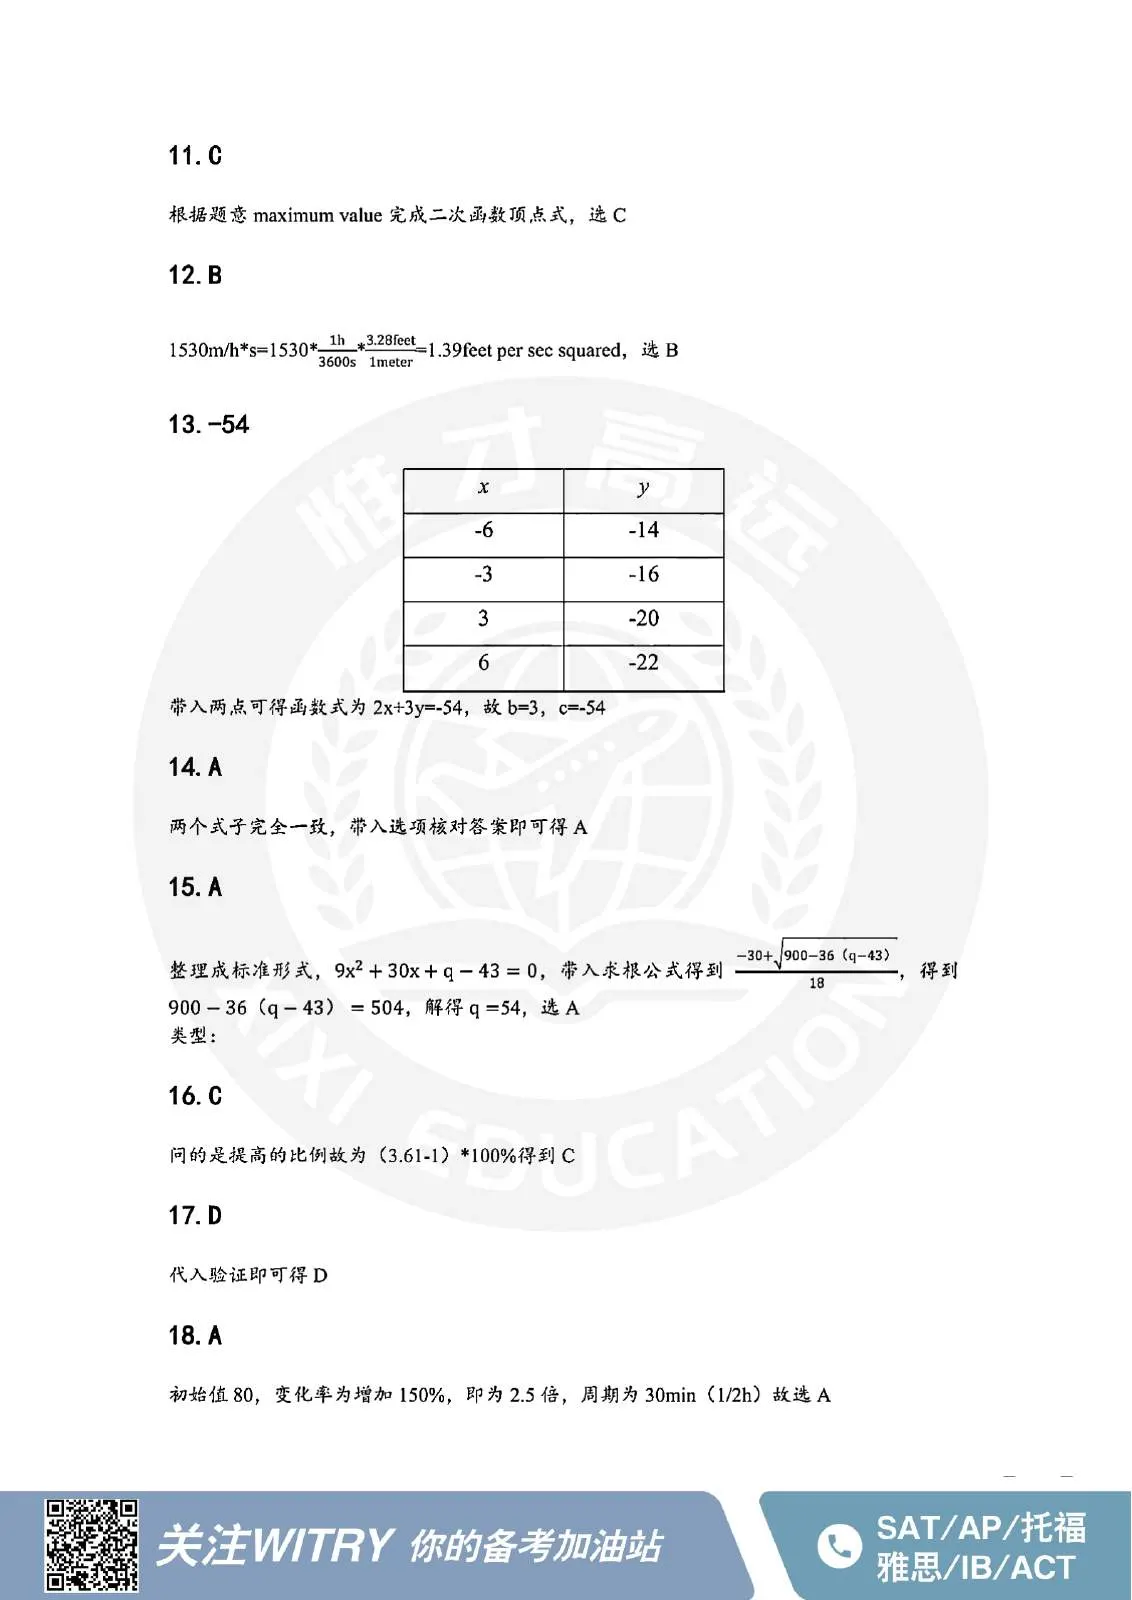 11. C
根据题意 maximum value 完成二次函数顶点式，选 C
12. B
1530m/h*s=1530*1h/3600s*3.28feet/1meter=1.39feet per sec squared，选 B
13. -54
x y
-6 -14
-3 -16
3 -20
6 -22
带入两点可得函数式为 2x+3y=-54，故 b=3，c=-54
14. A
两个式子完全一致，带入选项核对答案即可得 A
15. A
整理成标准形式，9x² + 30x + q − 43 = 0，带入求根公式得到 (−30+√900−36（q−43）)/18，得到
900 − 36（q − 43） = 504，解得 q =54，选 A
类型：
16. C
问的是提高的比例故为（3.61-1）*100%得到 C
17. D
代入验证即可得 D
18. A
初始值 80，变化率为增加 150%，即为 2.5 倍，周期为 30min（1/2h）故选 A
惟才高远
XIXI EDUCATION
关注WITRY 你的备考加油站
SAT/AP/托福
雅思/IB/ACT